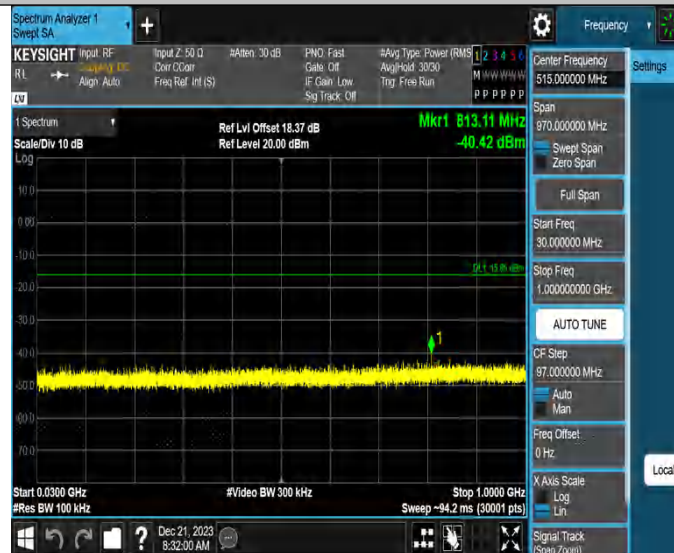 Spectrum Analyzer 1
Swept SA
Frequency
KEYSIGHT
RL
Input: RF
Coupling: DC
Align: Auto
Input Z: 50 Ω
Corr CCorr
Freq Ref: Int (S)
#Atten: 30 dB
PNO: Fast
Gate: Off
IF Gain: Low
Sig Track: Off
#Avg Type: Power (RMS
Avg|Hold: 30/30
Trig: Free Run
1 2 3 4 5 6
M W W W W W
P P P P P P
1 Spectrum
Scale/Div 10 dB
Log
Ref Lvl Offset 18.37 dB
Ref Level 20.00 dBm
Mkr1 813.11 MHz
-40.42 dBm
10.0
0.00
-10.0
-20.0
-30.0
-40.0
-50.0
-60.0
-70.0
1
Start 0.0300 GHz
#Res BW 100 kHz
#Video BW 300 kHz
Stop 1.0000 GHz
Sweep ~94.2 ms (30001 pts)
Center Frequency
515.000000 MHz
Settings
Span
970.000000 MHz
Swept Span
Zero Span
Full Span
Start Freq
30.000000 MHz
Stop Freq
1.000000000 GHz
AUTO TUNE
CF Step
97.000000 MHz
Auto
Man
Freq Offset
0 Hz
X Axis Scale
Log
Lin
Local
Signal Track
(Span Zoom)
?
Dec 21, 2023
8:32:00 AM